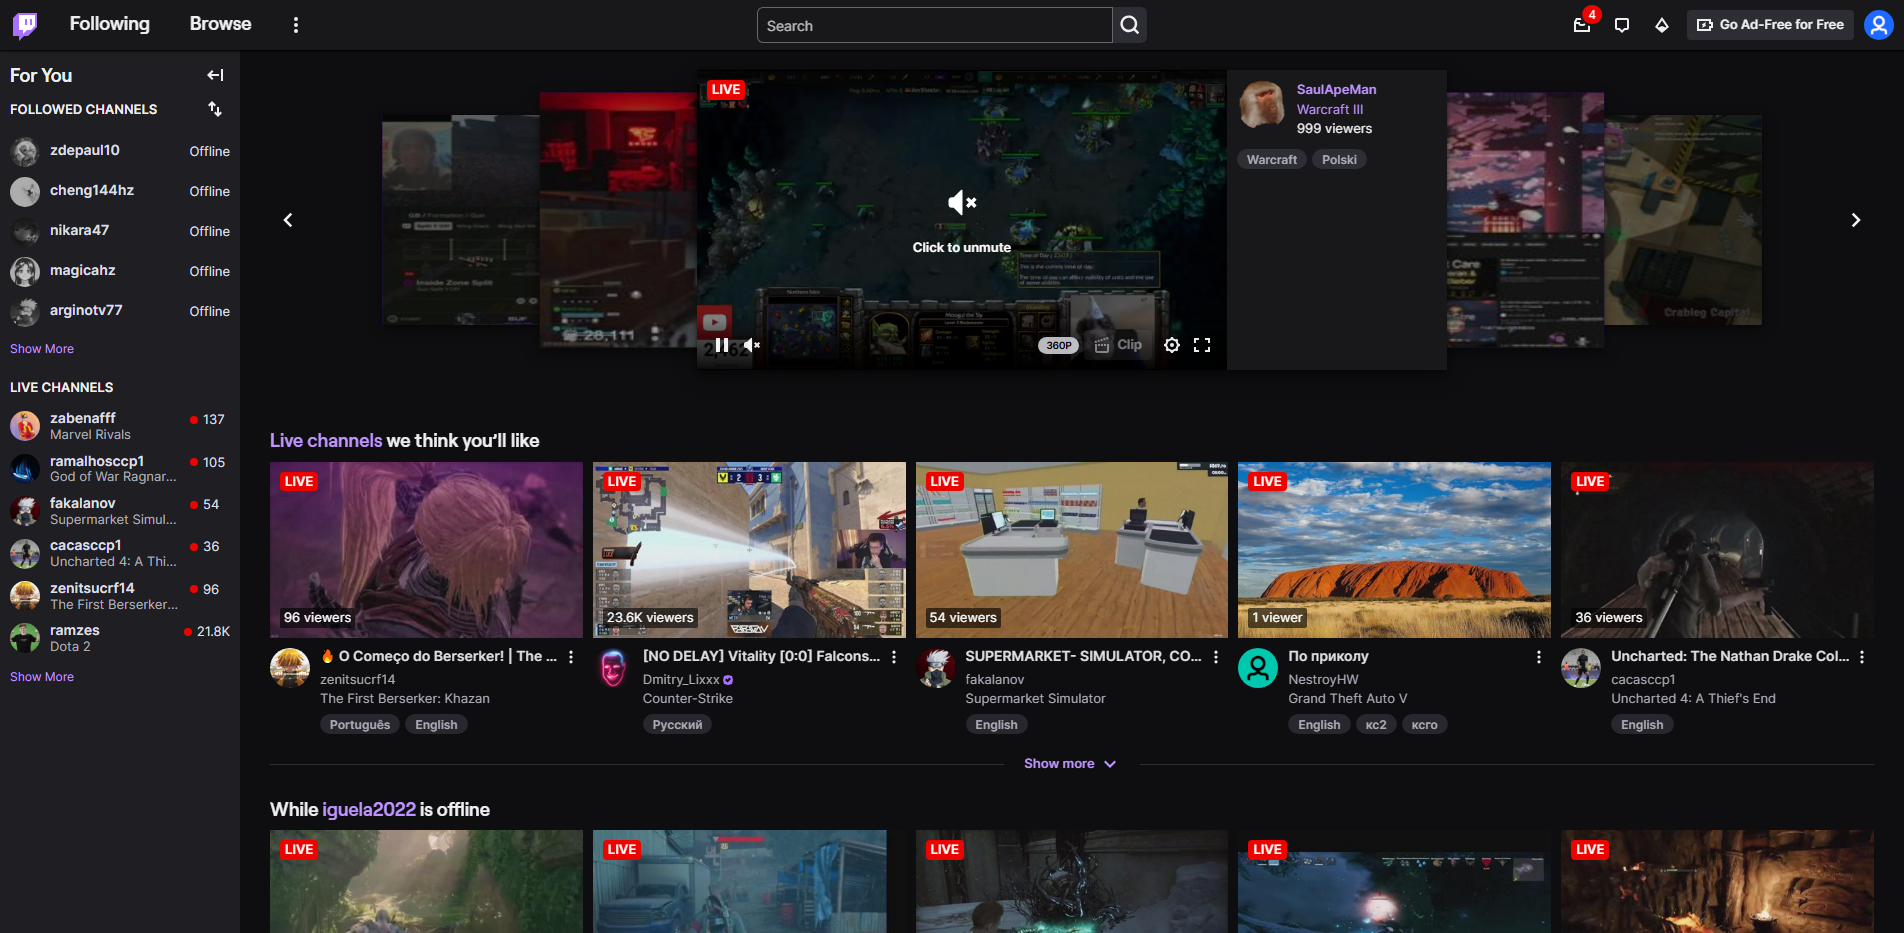 Following
Browse
Search
4
Go Ad-Free for Free
For You
FOLLOWED CHANNELS
zdepaul10
Offline
cheng144hz
Offline
nikara47
Offline
magicahz
Offline
arginotv77
Offline
Show More
LIVE CHANNELS
zabenafff
137
Marvel Rivals
ramalhosccp1
105
God of War Ragnar...
fakalanov
54
Supermarket Simul...
cacasccp1
36
Uncharted 4: A Thi...
zenitsucrf14
96
The First Berserker...
ramzes
21.8K
Dota 2
Show More
Inside Zone Split
28,111
LIVE
Click to unmute
360P
Clip
SaulApeMan
Warcraft III
999 viewers
Warcraft
Polski
Crableg Capital
Live channels we think you'll like
LIVE
96 viewers
🔥 O Começo do Berserker! | The ...
zenitsucrf14
The First Berserker: Khazan
Português
English
LIVE
23.6K viewers
[NO DELAY] Vitality [0:0] Falcons...
Dmitry_Lixxx
Counter-Strike
Русский
LIVE
54 viewers
SUPERMARKET- SIMULATOR, CO...
fakalanov
Supermarket Simulator
English
LIVE
1 viewer
По приколу
NestroyHW
Grand Theft Auto V
English
кс2
ксго
LIVE
36 viewers
Uncharted: The Nathan Drake Col...
cacasccp1
Uncharted 4: A Thief's End
English
Show more
While iguela2022 is offline
LIVE
LIVE
LIVE
LIVE
LIVE